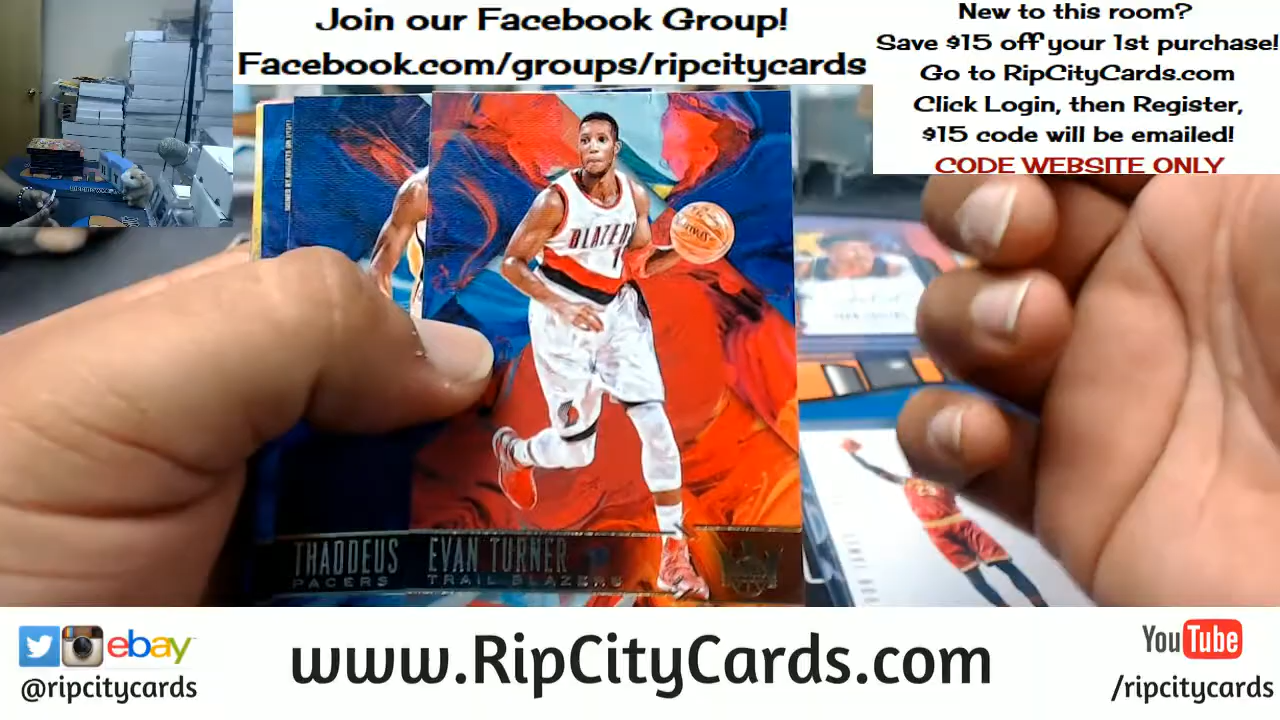 Join our Facebook Group!
Facebook.com/groups/ripcitycards
New to this room?
Save $15 off your 1st purchase!
Go to RipCityCards.com
Click Login, then Register,
$15 code will be emailed!
CODE WEBSITE ONLY
BLAZERS
1
THADDEUS
PACERS
EVAN TURNER
TRAIL BLAZERS
ebay
@ripcitycards
www.RipCityCards.com
YouTube
/ripcitycards